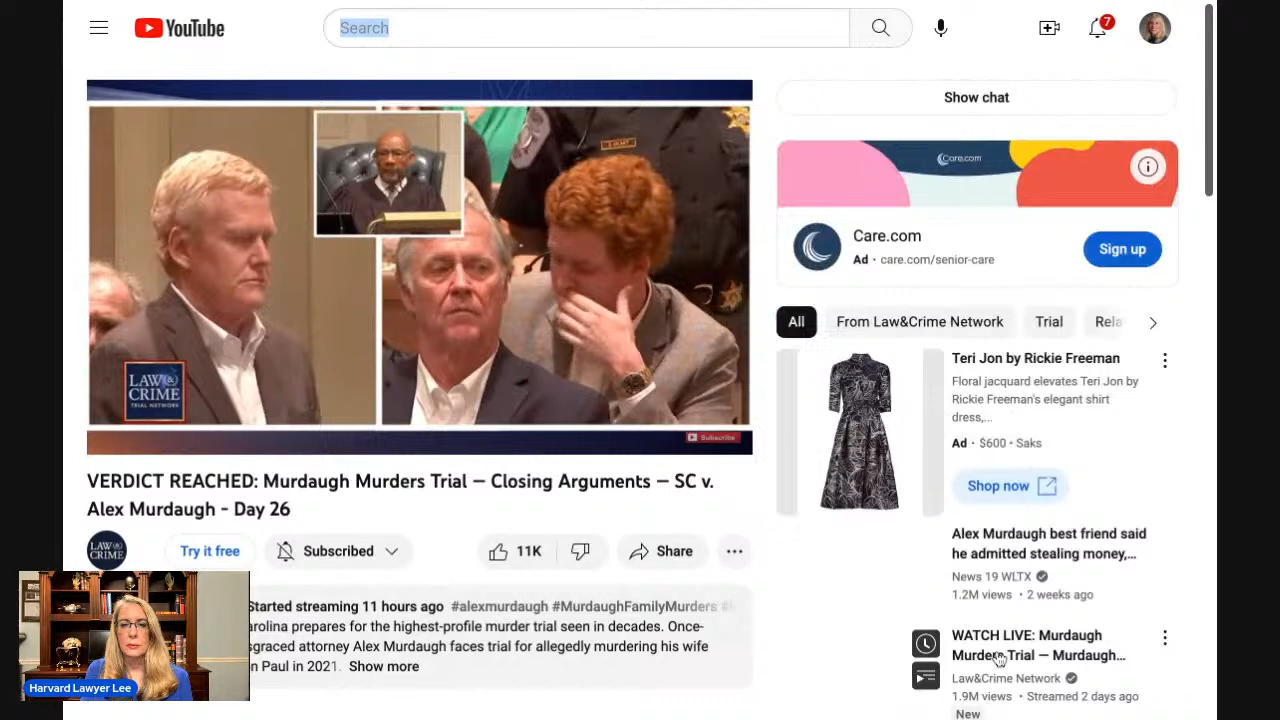 YouTube
Search
7
Show chat
Care.com
Care.com
Ad · care.com/senior-care
Sign up
All
From Law&Crime Network
Trial
Rela
LAW &
CRIME
TRIAL NETWORK
Subscribe
Teri Jon by Rickie Freeman
Floral jacquard elevates Teri Jon by
Rickie Freeman's elegant shirt
dress,...
Ad · $600 · Saks
Shop now
VERDICT REACHED: Murdaugh Murders Trial — Closing Arguments — SC v.
Alex Murdaugh - Day 26
LAW &
CRIME
Try it free
Subscribed
11K
Share
Started streaming 11 hours ago #alexmurdaugh #MurdaughFamilyMurders
arolina prepares for the highest-profile murder trial seen in decades. Once-
sgraced attorney Alex Murdaugh faces trial for allegedly murdering his wife
n Paul in 2021. Show more
Harvard Lawyer Lee
Alex Murdaugh best friend said
he admitted stealing money,...
News 19 WLTX
1.2M views · 2 weeks ago
WATCH LIVE: Murdaugh
Murders Trial — Murdaugh...
Law&Crime Network
1.9M views · Streamed 2 days ago
New